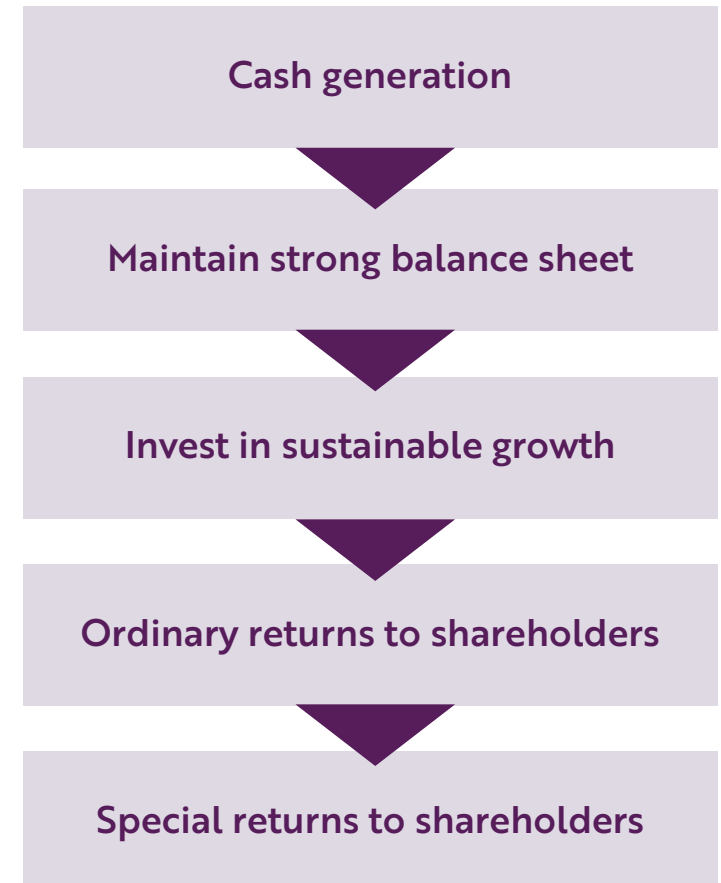 Cash generation
Maintain strong balance sheet
Invest in sustainable growth
Ordinary returns to shareholders
Special returns to shareholders